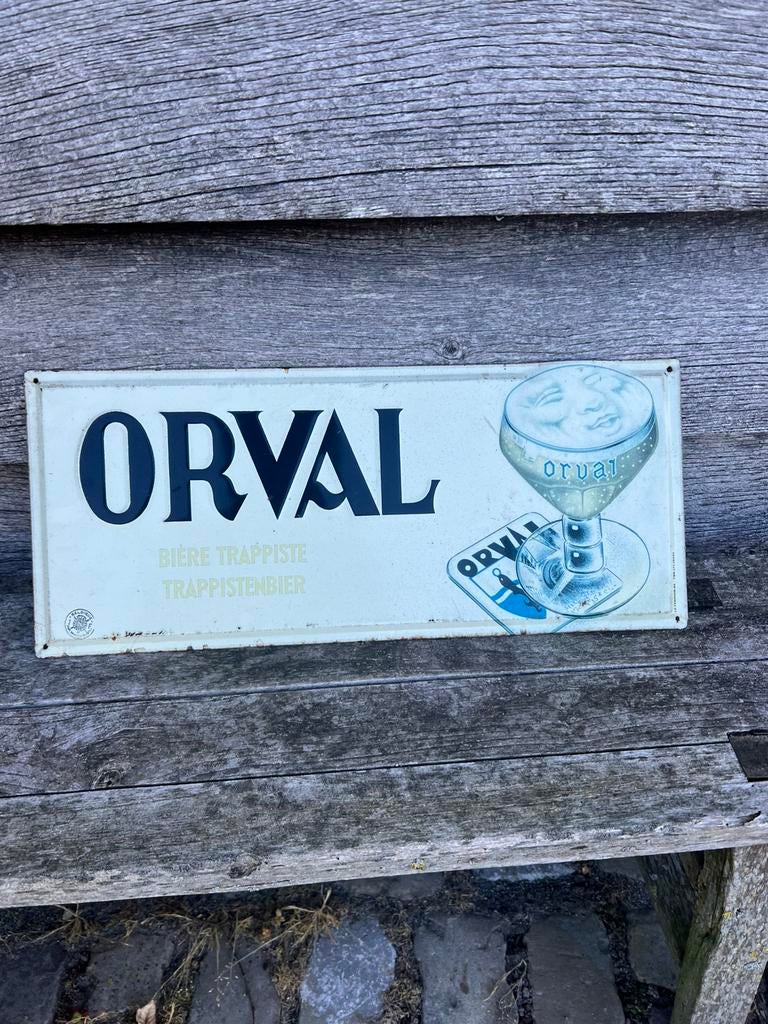 ORVAL
BIÈRE TRAPPISTE
TRAPPISTENBIER
orval
ORVAL